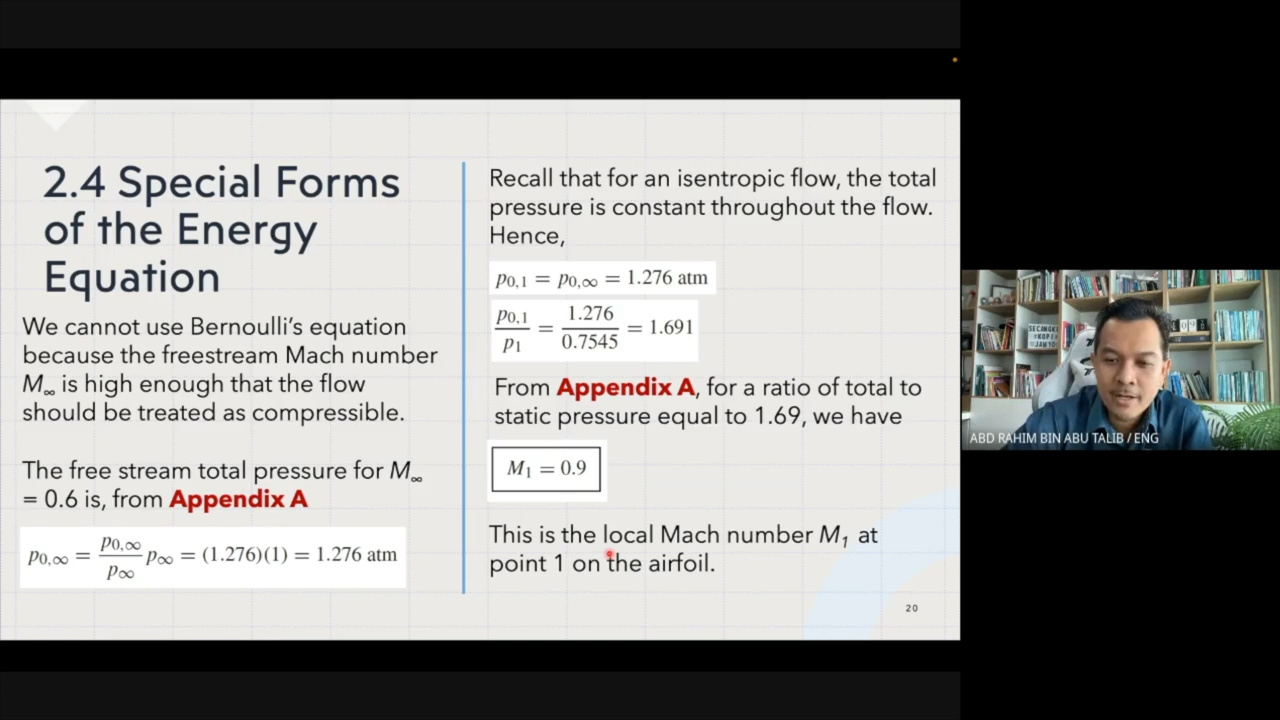 2.4 Special Forms
of the Energy
Equation
We cannot use Bernoulli's equation
because the freestream Mach number
M∞ is high enough that the flow
should be treated as compressible.
The free stream total pressure for M∞
= 0.6 is, from Appendix A
p0,∞ = p0,∞/p∞ p∞ = (1.276)(1) = 1.276 atm
Recall that for an isentropic flow, the total
pressure is constant throughout the flow.
Hence,
p0,1 = p0,∞ = 1.276 atm
p0,1/p1 = 1.276/0.7545 = 1.691
From Appendix A, for a ratio of total to
static pressure equal to 1.69, we have
M1 = 0.9
This is the local Mach number M1 at
point 1 on the airfoil.
20
ABD RAHIM BIN ABU TALIB / ENG